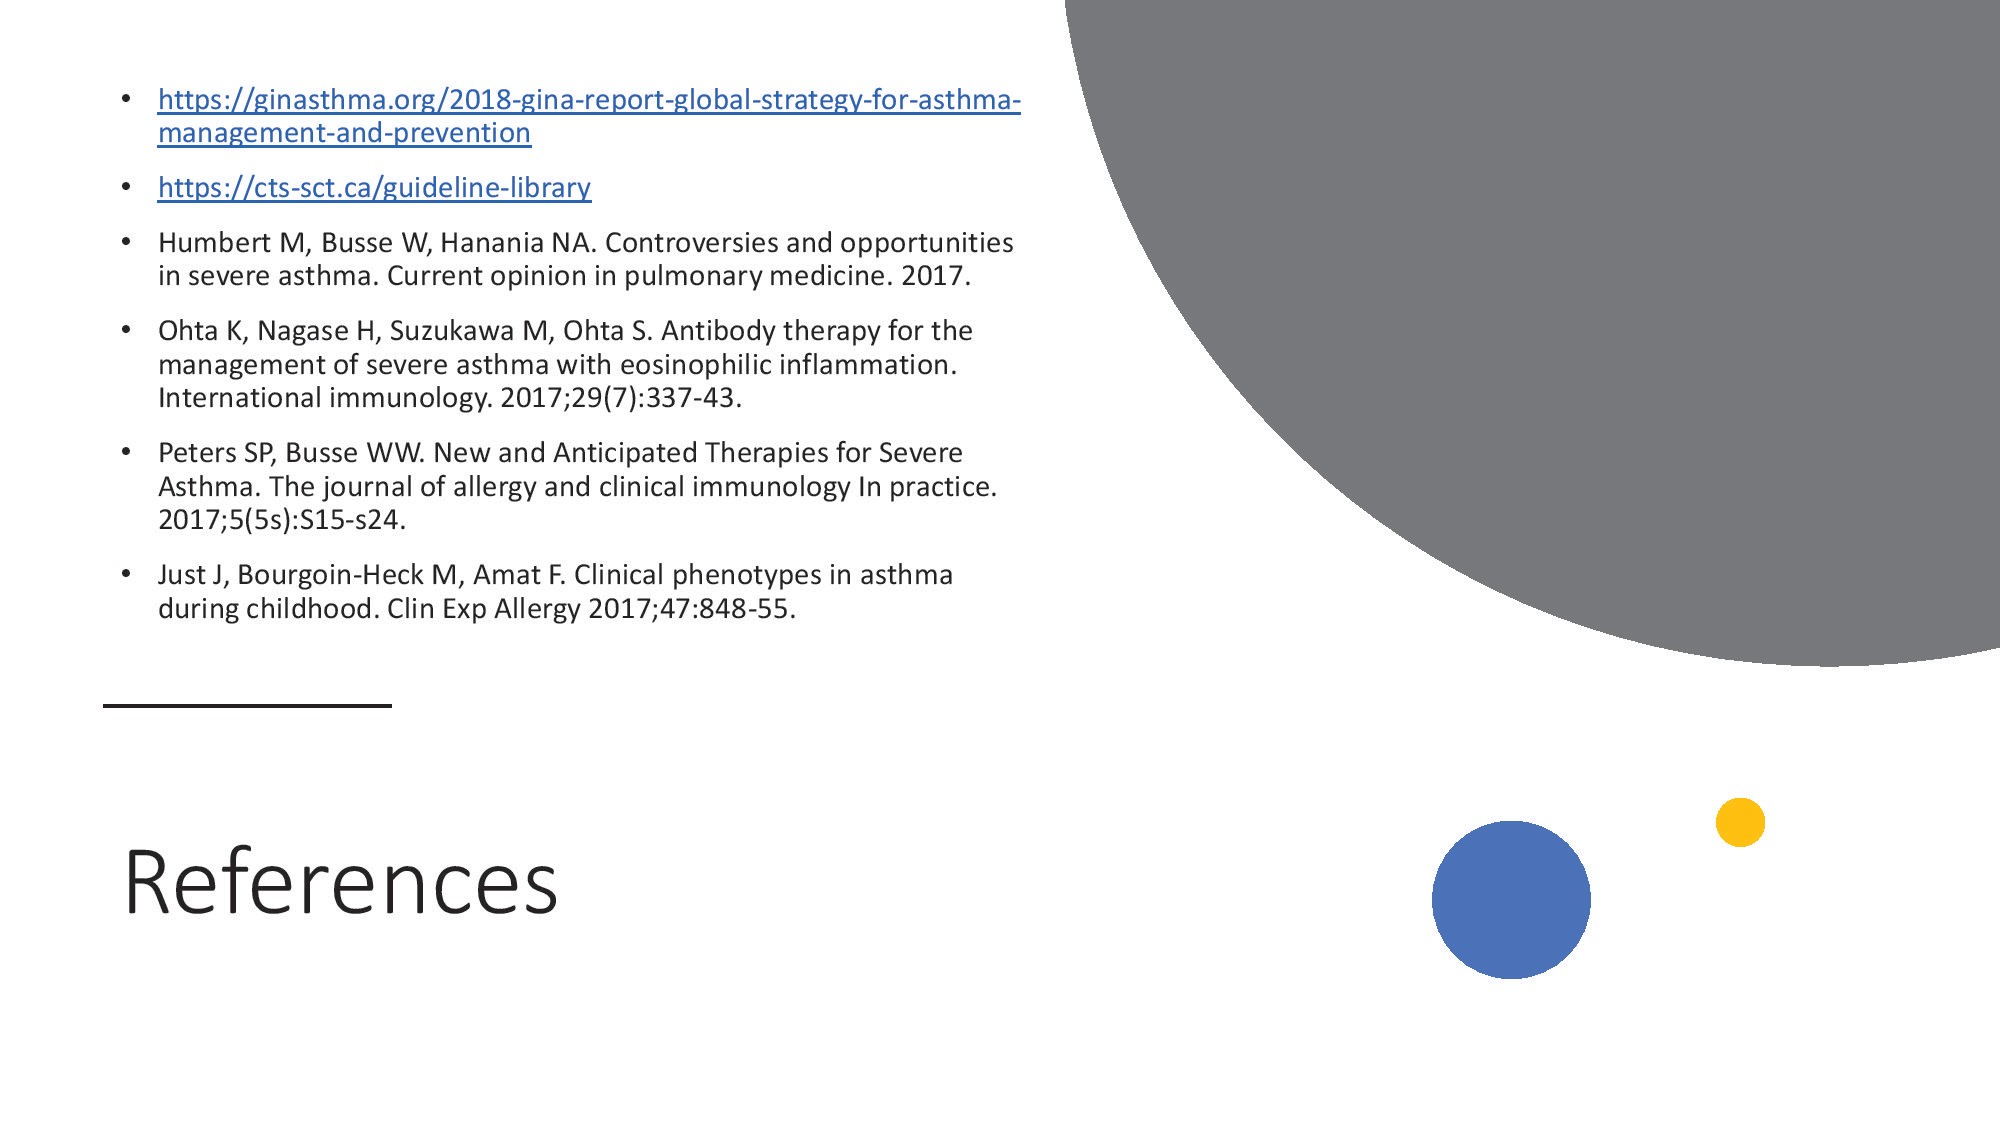 • https://ginasthma.org/2018-gina-report-global-strategy-for-asthma-
management-and-prevention
• https://cts-sct.ca/guideline-library
• Humbert M, Busse W, Hanania NA. Controversies and opportunities
in severe asthma. Current opinion in pulmonary medicine. 2017.
• Ohta K, Nagase H, Suzukawa M, Ohta S. Antibody therapy for the
management of severe asthma with eosinophilic inflammation.
International immunology. 2017;29(7):337-43.
• Peters SP, Busse WW. New and Anticipated Therapies for Severe
Asthma. The journal of allergy and clinical immunology In practice.
2017;5(5s):S15-s24.
• Just J, Bourgoin-Heck M, Amat F. Clinical phenotypes in asthma
during childhood. Clin Exp Allergy 2017;47:848-55.
References